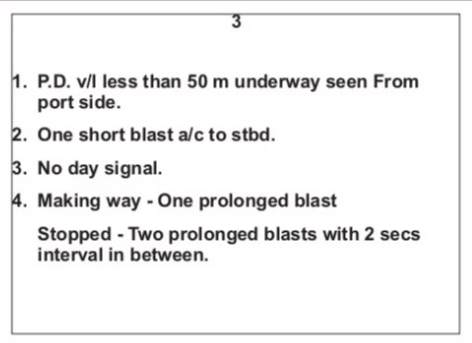 3
1. P.D. v/l less than 50 m underway seen From
port side.
2. One short blast a/c to stbd.
3. No day signal.
4. Making way - One prolonged blast
Stopped - Two prolonged blasts with 2 secs
interval in between.